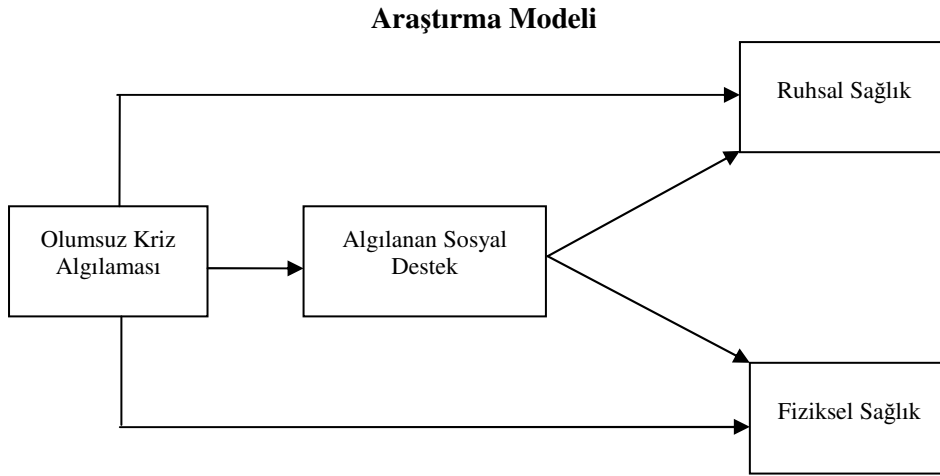 Araştırma Modeli
Ruhsal Sağlık
Olumsuz Kriz
Algılaması
Algılanan Sosyal
Destek
Fiziksel Sağlık